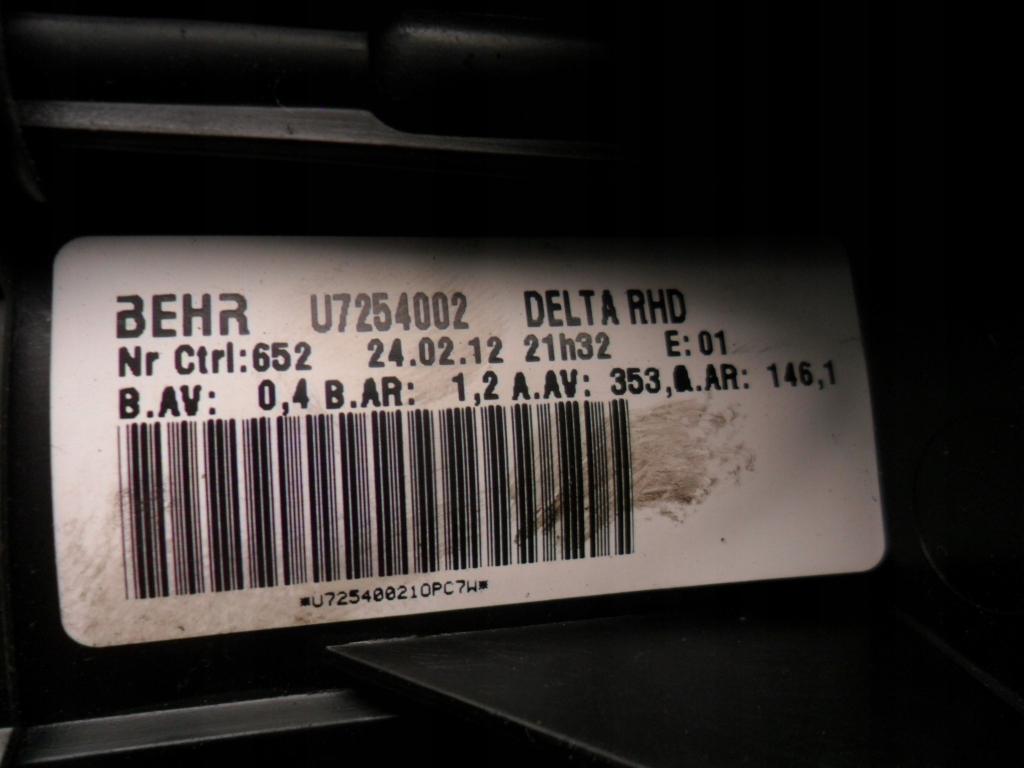 BEHR U7254002 DELTA RHD
Nr Ctrl:652 24.02.12 21h32 E:01
B.AV: 0,4 B.AR: 1,2 A.AV: 353, A.AR: 146,1
*U72540021OPC7W*